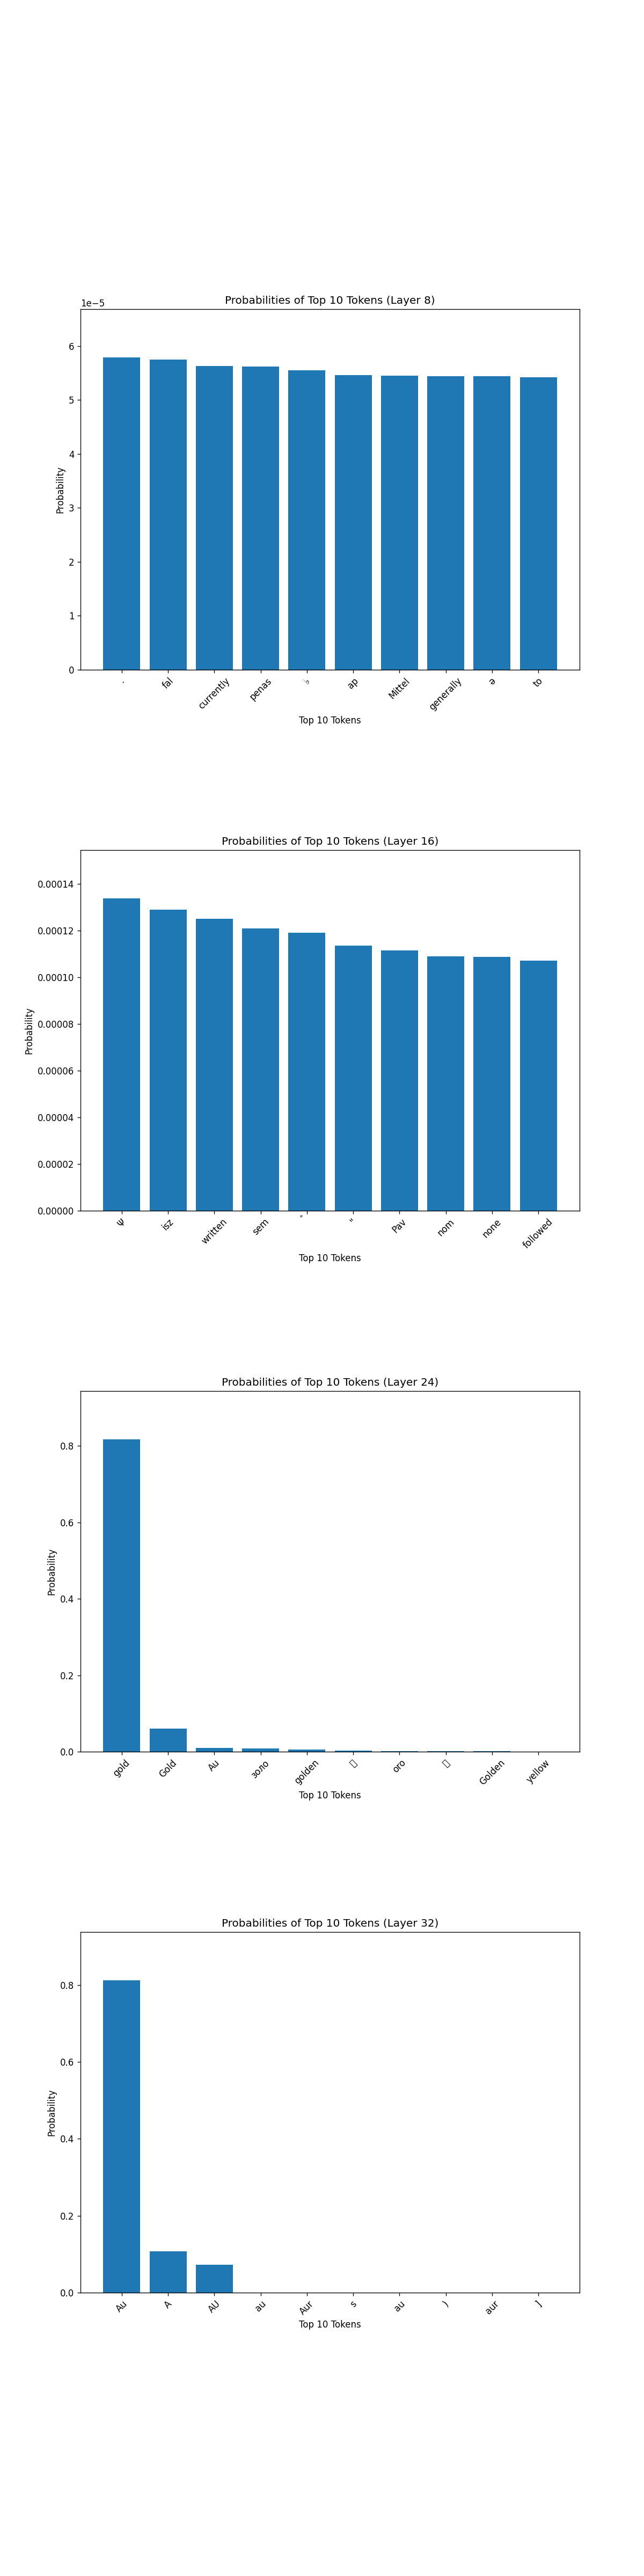 Probabilities of Top 10 Tokens (Layer 8)
1e−5
6
5
4
3
2
1
0
Probability
. fal currently penas ♭ ap Mittel generally ə to
Top 10 Tokens
Probabilities of Top 10 Tokens (Layer 16)
0.00014
0.00012
0.00010
0.00008
0.00006
0.00004
0.00002
0.00000
Probability
Ψ isz written sem " Pav nom none followed
Top 10 Tokens
Probabilities of Top 10 Tokens (Layer 24)
0.8
0.6
0.4
0.2
0.0
Probability
gold Gold Au золо golden oro Golden yellow
Top 10 Tokens
Probabilities of Top 10 Tokens (Layer 32)
0.8
0.6
0.4
0.2
0.0
Probability
Au A AU au Aur s au ) aur ]
Top 10 Tokens